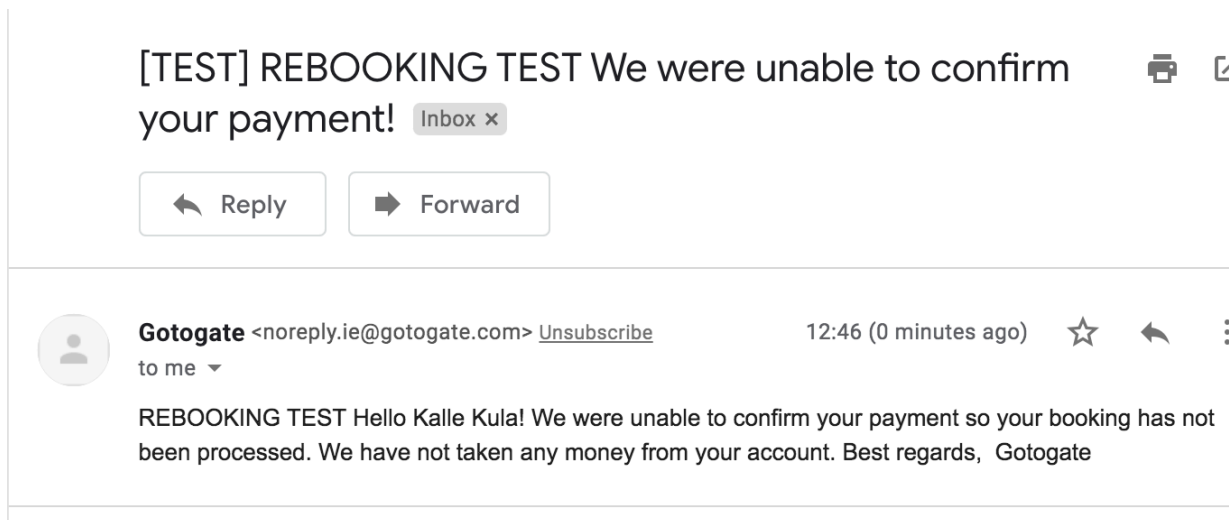 [TEST] REBOOKING TEST We were unable to confirm
your payment! Inbox ×
Reply Forward
Gotogate <noreply.ie@gotogate.com> Unsubscribe 12:46 (0 minutes ago)
to me
REBOOKING TEST Hello Kalle Kula! We were unable to confirm your payment so your booking has not
been processed. We have not taken any money from your account. Best regards,  Gotogate